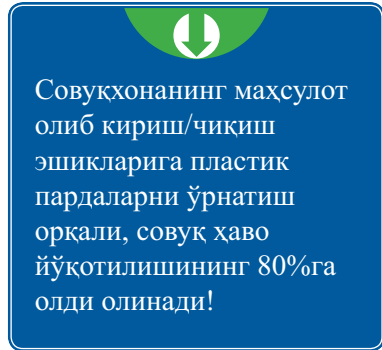 Совуқхонанинг маҳсулот
олиб кириш/чиқиш
эшикларига пластик
пардаларни ўрнатиш
орқали, совуқ ҳаво
йўқотилишининг 80%га
олди олинади!